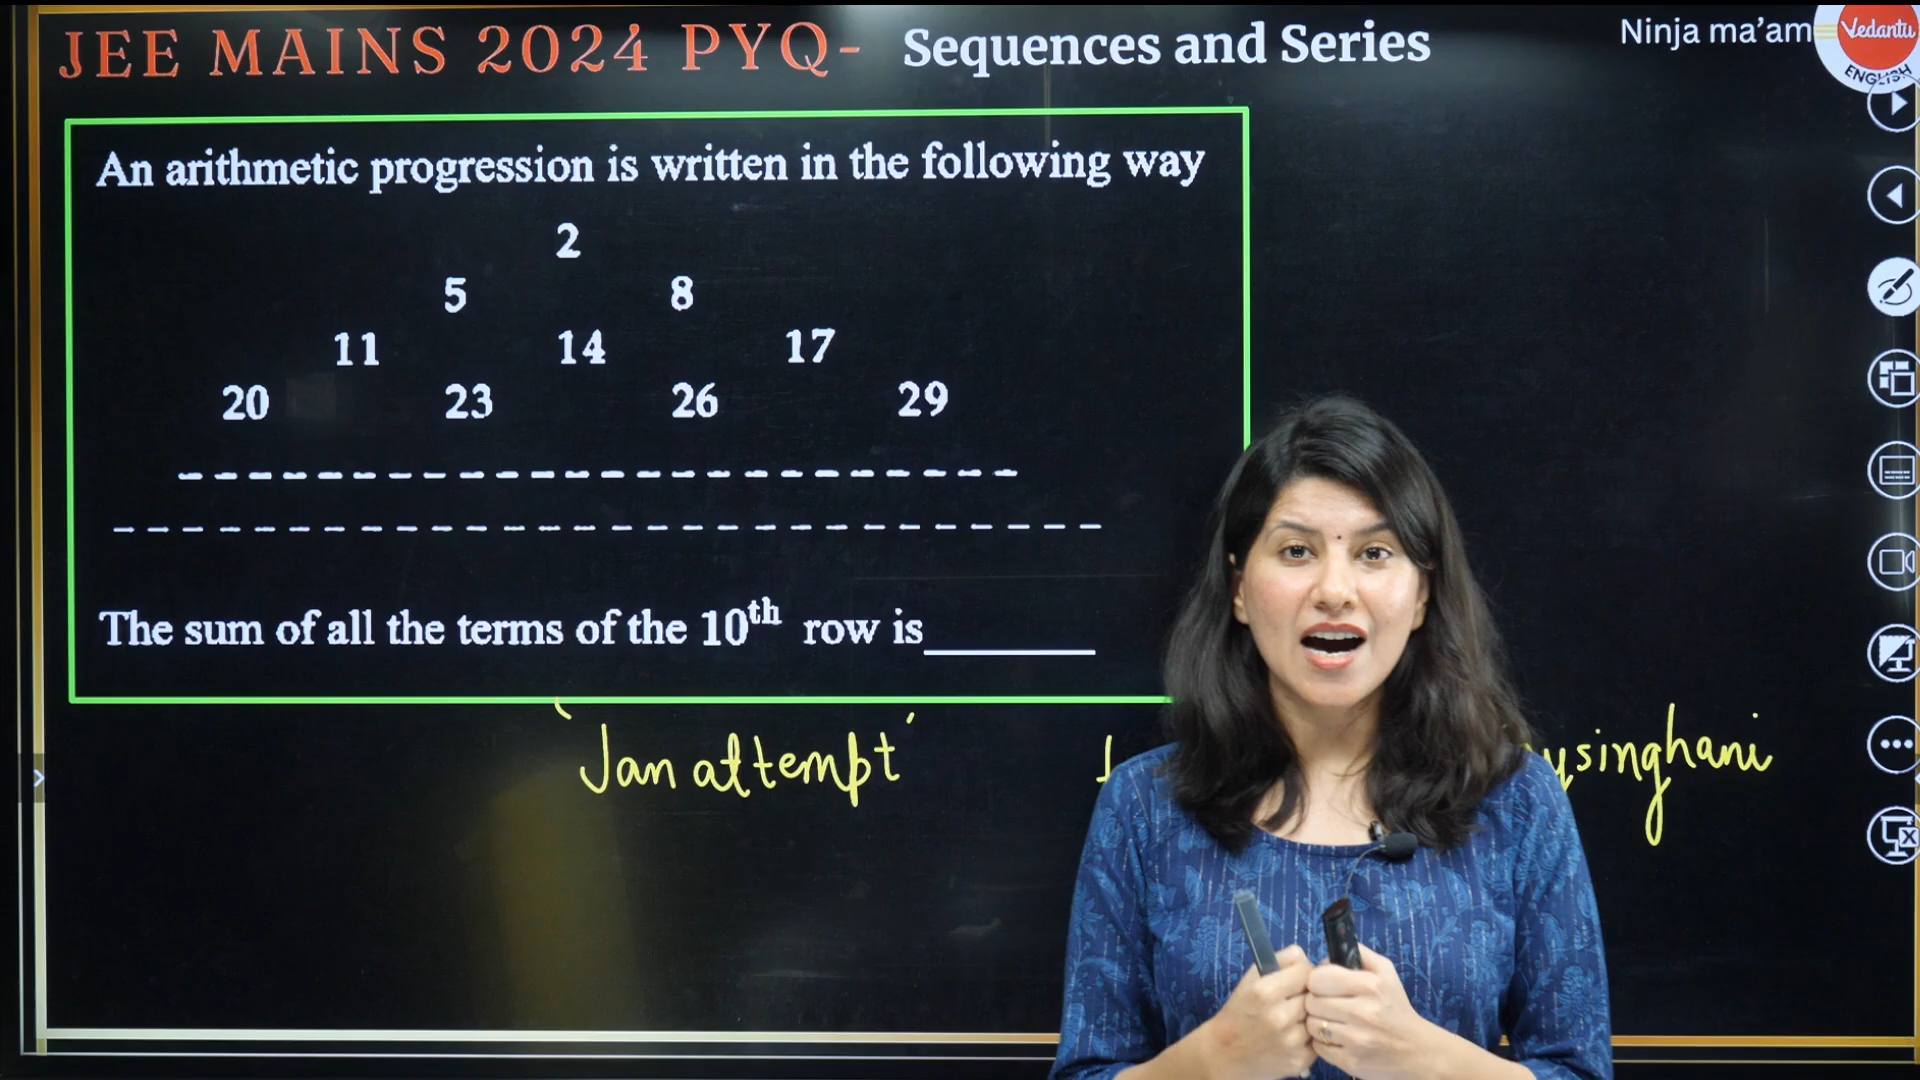 JEE MAINS 2024 PYQ- Sequences and Series
Ninja ma'am
Vedantu
ENGLISH
An arithmetic progression is written in the following way
2
5 8
11 14 17
20 23 26 29
The sum of all the terms of the 10th row is________
'Jan attempt'